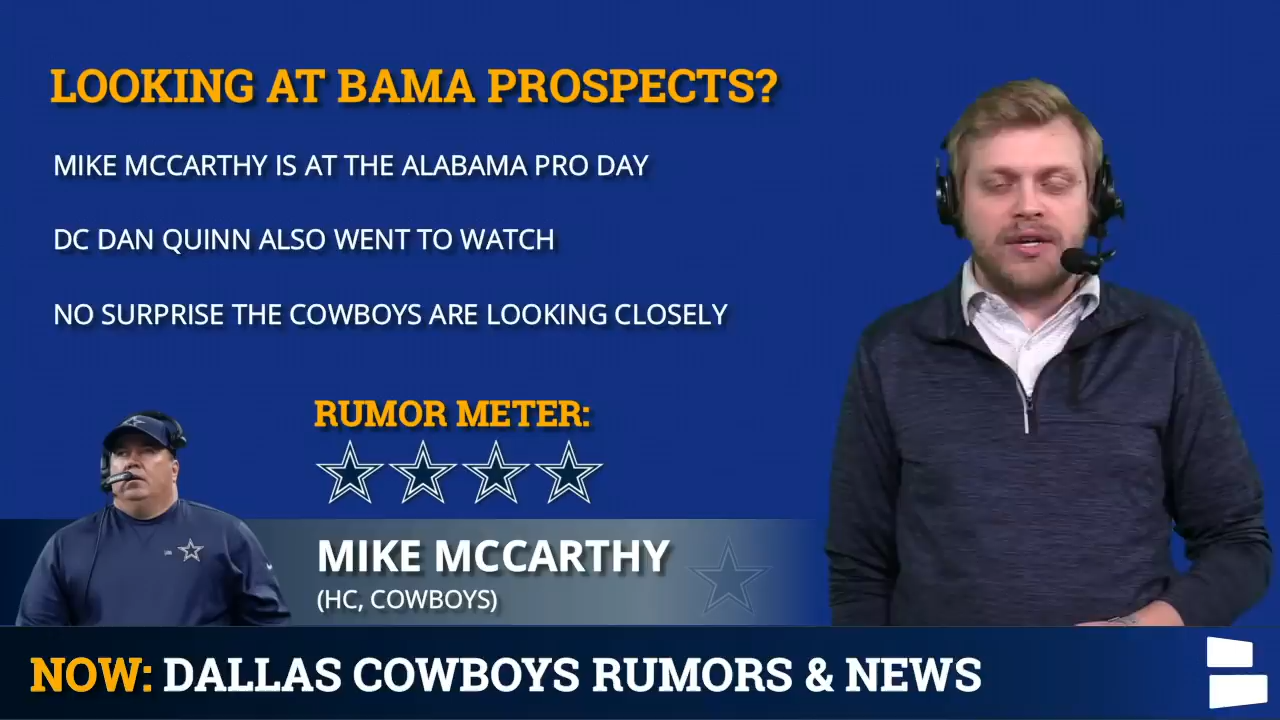 LOOKING AT BAMA PROSPECTS?
MIKE MCCARTHY IS AT THE ALABAMA PRO DAY
DC DAN QUINN ALSO WENT TO WATCH
NO SURPRISE THE COWBOYS ARE LOOKING CLOSELY
RUMOR METER:
MIKE MCCARTHY
(HC, COWBOYS)
NOW: DALLAS COWBOYS RUMORS & NEWS